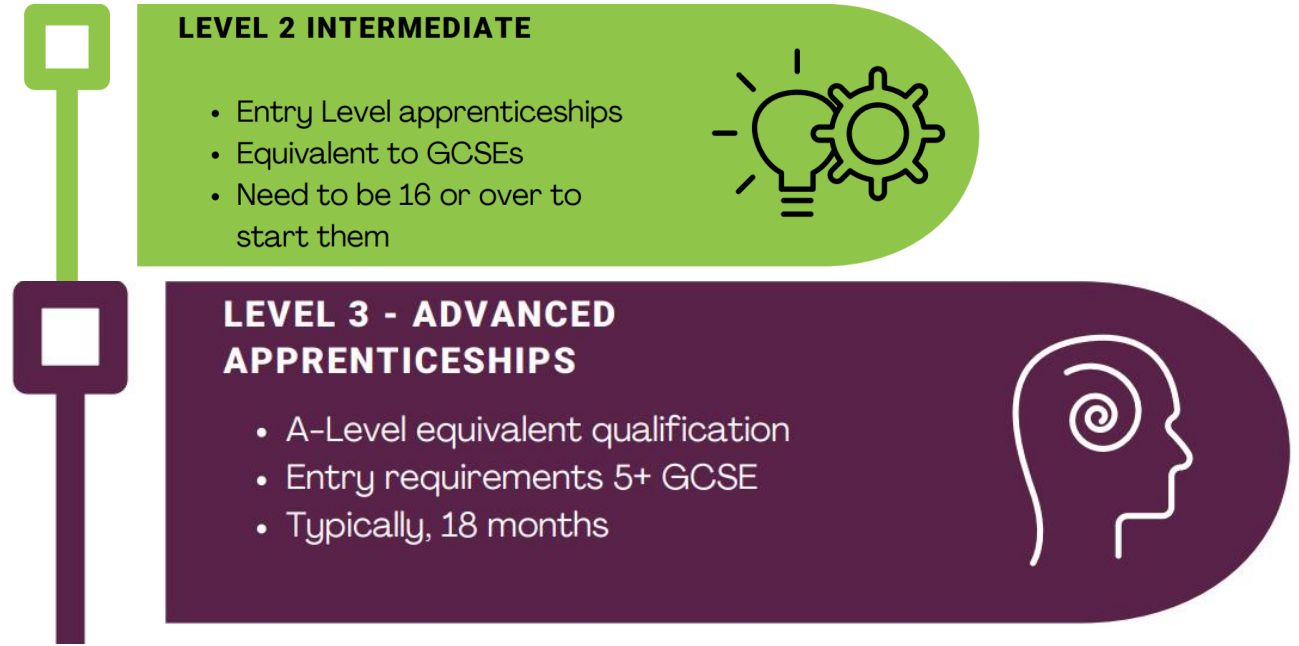 LEVEL 2 INTERMEDIATE
• Entry Level apprenticeships
• Equivalent to GCSEs
• Need to be 16 or over to
start them
LEVEL 3 - ADVANCED
APPRENTICESHIPS
• A-Level equivalent qualification
• Entry requirements 5+ GCSE
• Typically, 18 months